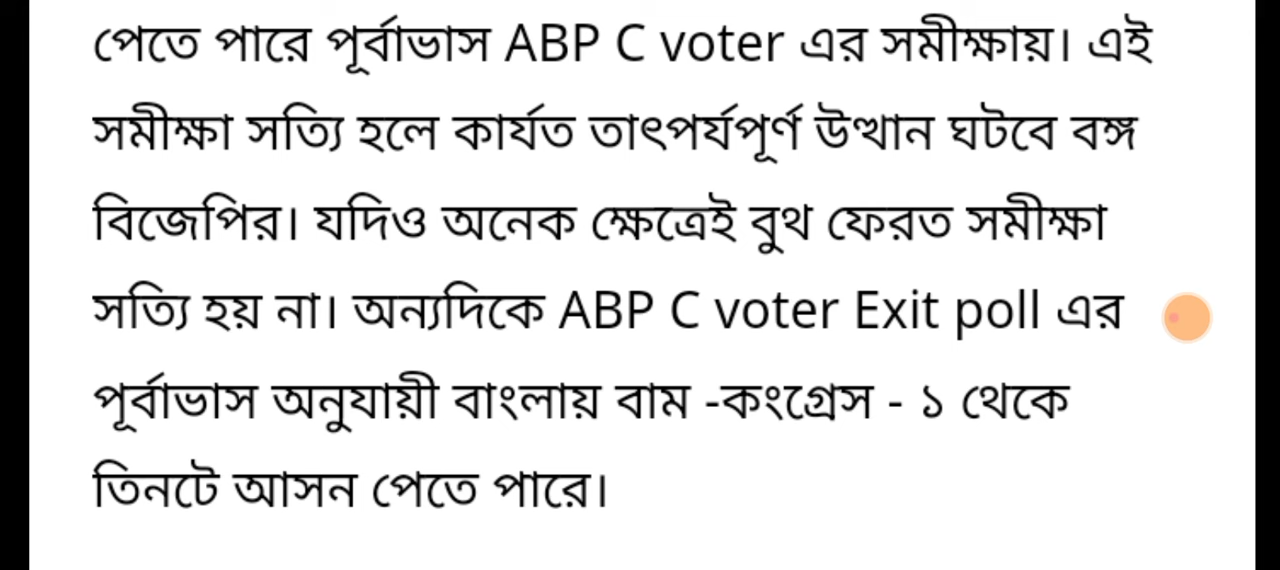 পেতে পারে পূর্বাভাস ABP C voter এর সমীক্ষায়। এই
সমীক্ষা সত্যি হলে কার্যত তাৎপর্যপূর্ণ উত্থান ঘটবে বঙ্গ
বিজেপির। যদিও অনেক ক্ষেত্রেই বুথ ফেরত সমীক্ষা
সত্যি হয় না। অন্যদিকে ABP C voter Exit poll এর
পূর্বাভাস অনুযায়ী বাংলায় বাম -কংগ্রেস - ১ থেকে
তিনটে আসন পেতে পারে।